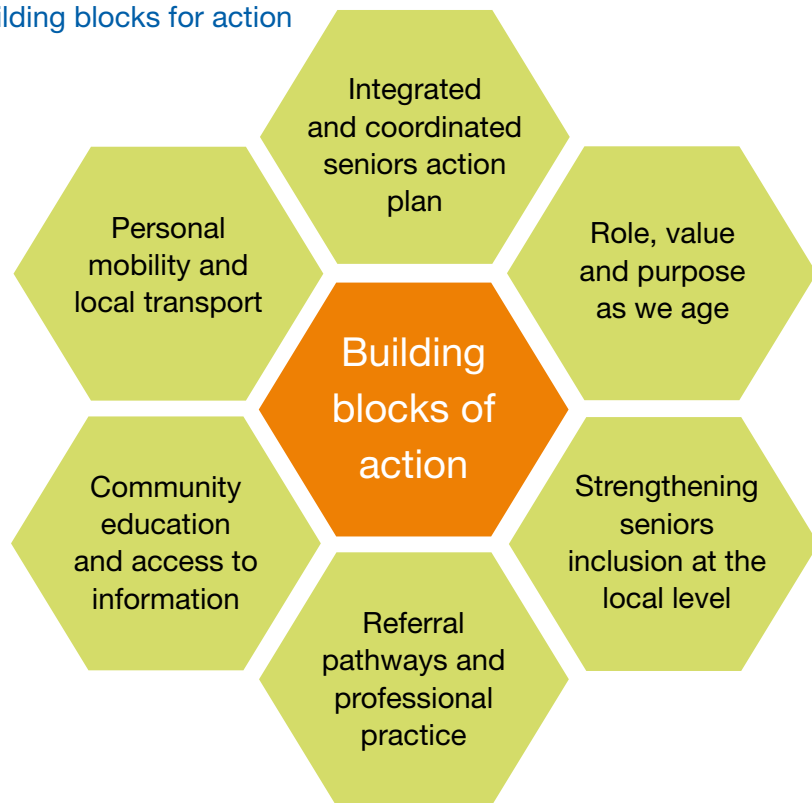 ilding blocks for action
Integrated
and coordinated
seniors action
plan
Personal
mobility and
local transport
Role, value
and purpose
as we age
Building
blocks of
action
Community
education
and access to
information
Strengthening
seniors
inclusion at the
local level
Referral
pathways and
professional
practice